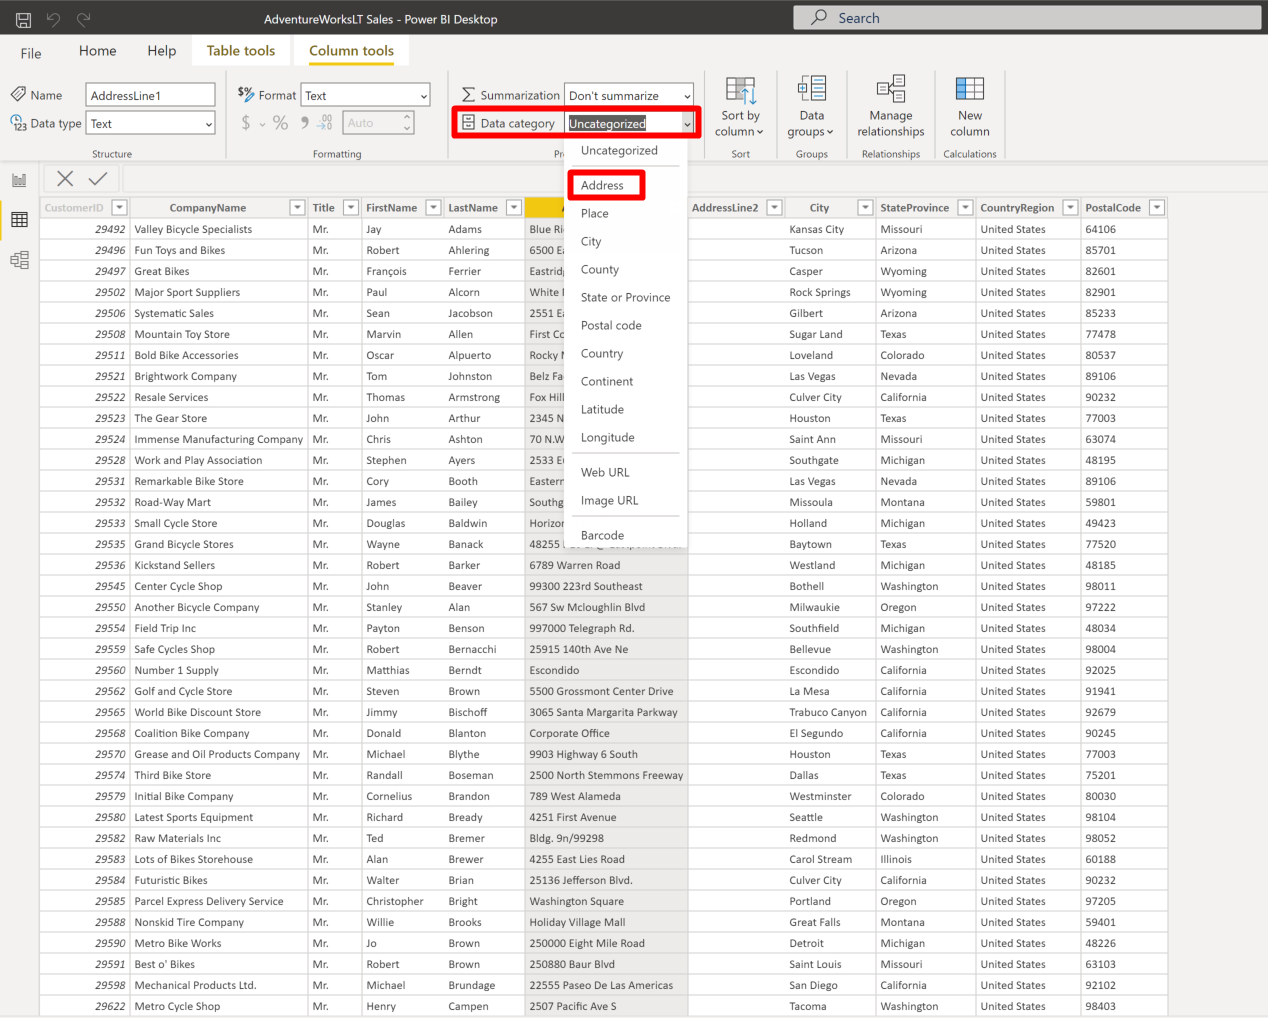 AdventureWorksLT Sales - Power BI Desktop
Search
File Home Help Table tools Column tools
Name AddressLine1 $% Format Text Σ Summarization Don't summarize
Data type Text $ % 9 .00 Auto Data category Uncategorized
Sort by column Data groups Manage relationships New column
Structure Formatting Sort Groups Relationships Calculations
Uncategorized
Address
Place
City
County
State or Province
Postal code
Country
Continent
Latitude
Longitude
Web URL
Image URL
Barcode
CustomerID CompanyName Title FirstName LastName AddressLine2 City StateProvince CountryRegion PostalCode
29492 Valley Bicycle Specialists Mr. Jay Adams Blue Kansas City Missouri United States 64106
29496 Fun Toys and Bikes Mr. Robert Ahlering 6500 Tucson Arizona United States 85701
29497 Great Bikes Mr. François Ferrier Casper Wyoming United States 82601
29502 Major Sport Suppliers Mr. Paul Alcorn White Rock Springs Wyoming United States 82901
29506 Systematic Sales Mr. Sean Jacobson 2551 Gilbert Arizona United States 85233
29508 Mountain Toy Store Mr. Marvin Allen First Sugar Land Texas United States 77478
29511 Bold Bike Accessories Mr. Oscar Alpuerto Rocky Loveland Colorado United States 80537
29521 Brightwork Company Mr. Tom Johnston Belz Las Vegas Nevada United States 89106
29522 Resale Services Mr. Thomas Armstrong Fox Culver City California United States 90232
29523 The Gear Store Mr. John Arthur 2345 Houston Texas United States 77003
29524 Immense Manufacturing Company Mr. Chris Ashton 70 N.W Saint Ann Missouri United States 63074
29528 Work and Play Association Mr. Stephen Ayers 2533 Southgate Michigan United States 48195
29531 Remarkable Bike Store Mr. Cory Booth Eastern Las Vegas Nevada United States 89106
29532 Road-Way Mart Mr. James Bailey Missoula Montana United States 59801
29533 Small Cycle Store Mr. Douglas Baldwin Holland Michigan United States 49423
29535 Grand Bicycle Stores Mr. Wayne Banack 48255 Baytown Texas United States 77520
29536 Kickstand Sellers Mr. Robert Barker 6789 Warren Road Westland Michigan United States 48185
29545 Center Cycle Shop Mr. John Beaver 99300 223rd Southeast Bothell Washington United States 98011
29550 Another Bicycle Company Mr. Stanley Alan 567 Sw Mcloughlin Blvd Milwaukie Oregon United States 97222
29554 Field Trip Inc Mr. Payton Benson 997000 Telegraph Rd. Southfield Michigan United States 48034
29559 Safe Cycles Shop Mr. Robert Bernacchi 25915 140th Ave Ne Bellevue Washington United States 98004
29560 Number 1 Supply Mr. Matthias Berndt Escondido Escondido California United States 92025
29562 Golf and Cycle Store Mr. Steven Brown 5500 Grossmont Center Drive La Mesa California United States 91941
29565 World Bike Discount Store Mr. Jimmy Bischoff 3065 Santa Margarita Parkway Trabuco Canyon California United States 92679
29568 Coalition Bike Company Mr. Donald Blanton Corporate Office El Segundo California United States 90245
29570 Grease and Oil Products Company Mr. Michael Blythe 9903 Highway 6 South Houston Texas United States 77003
29574 Third Bike Store Mr. Randall Boseman 2500 North Stemmons Freeway Dallas Texas United States 75201
29579 Initial Bike Company Mr. Cornelius Brandon 789 West Alameda Westminster Colorado United States 80030
29580 Latest Sports Equipment Mr. Richard Bready 4251 First Avenue Seattle Washington United States 98104
29582 Raw Materials Inc Mr. Ted Bremer Bldg. 9n/99298 Redmond Washington United States 98052
29583 Lots of Bikes Storehouse Mr. Alan Brewer 4255 East Lies Road Carol Stream Illinois United States 60188
29584 Futuristic Bikes Mr. Walter Brian 25136 Jefferson Blvd. Culver City California United States 90232
29585 Parcel Express Delivery Service Mr. Christopher Bright Washington Square Portland Oregon United States 97205
29588 Nonskid Tire Company Mr. Willie Brooks Holiday Village Mall Great Falls Montana United States 59401
29590 Metro Bike Works Mr. Jo Brown 250000 Eight Mile Road Detroit Michigan United States 48226
29591 Best o' Bikes Mr. Robert Brown 250880 Baur Blvd Saint Louis Missouri United States 63103
29598 Mechanical Products Ltd. Mr. Michael Brundage 22555 Paseo De Las Americas San Diego California United States 92102
29622 Metro Cycle Shop Mr. Henry Campen 2507 Pacific Ave S Tacoma Washington United States 98403